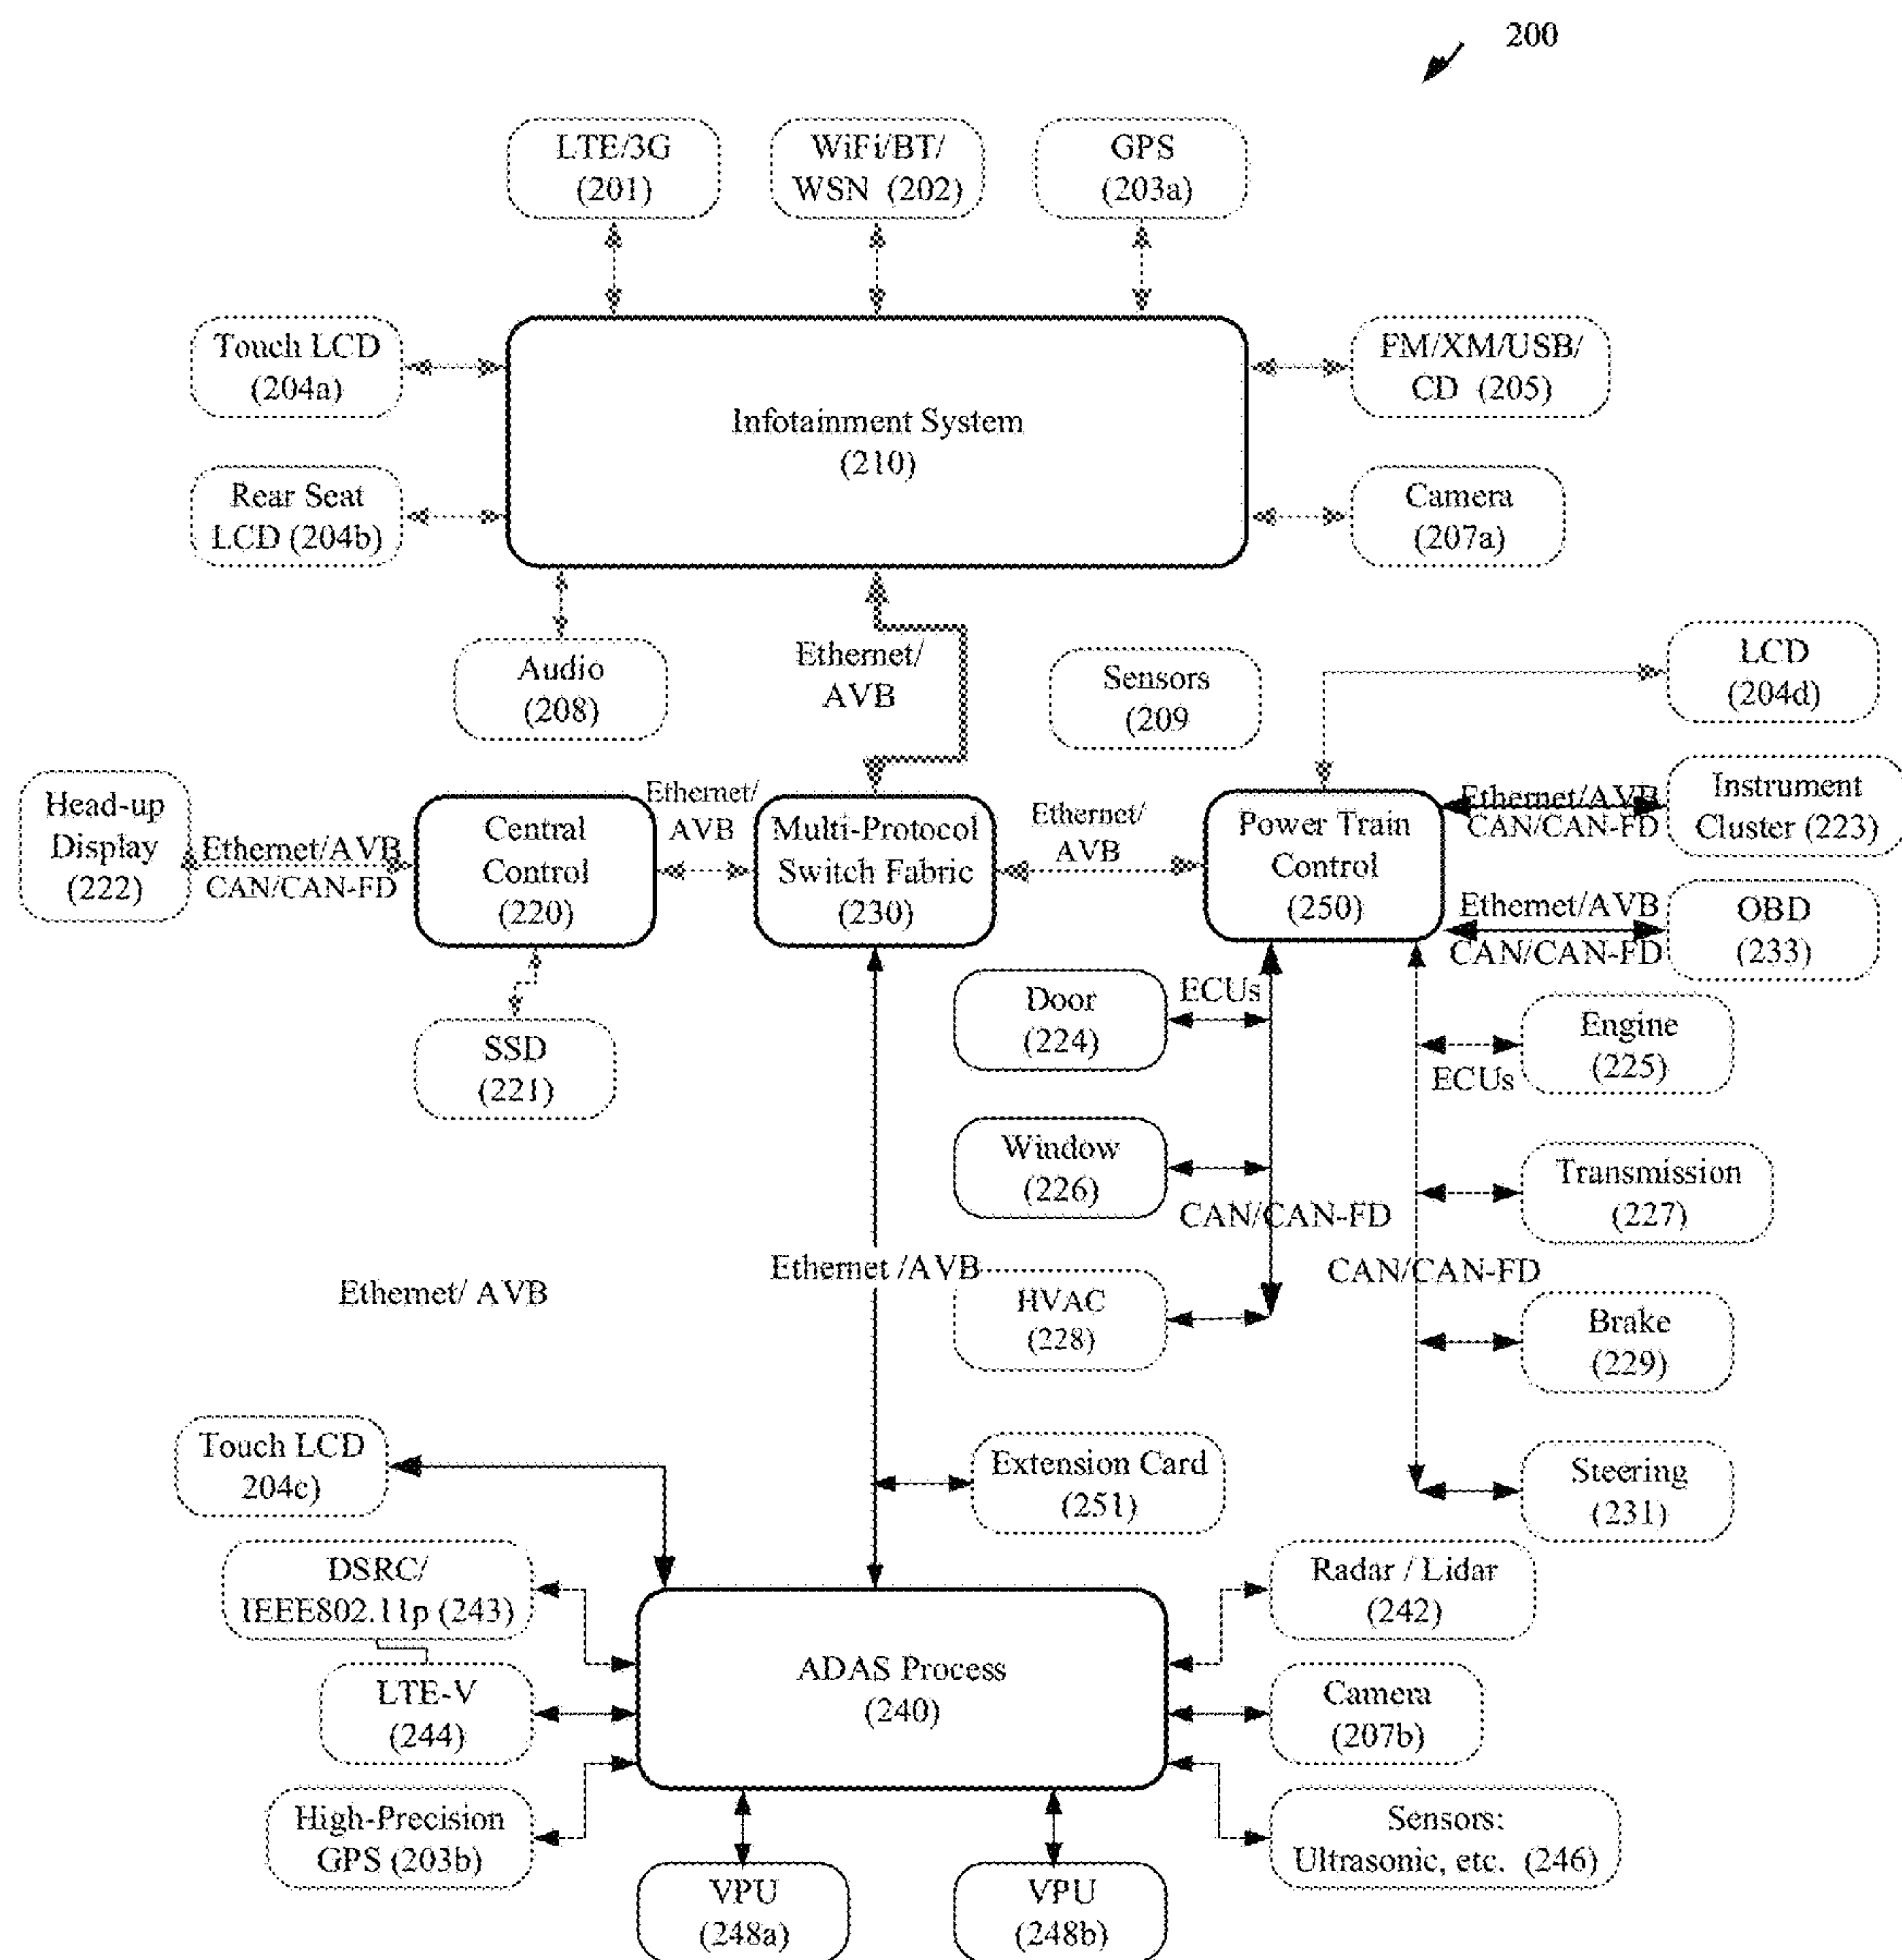 200
LTE/3G
(201)
WiFi/BT/
WSN (202)
GPS
(203a)
Touch LCD
(204a)
Infotainment System
(210)
FM/XM/USB/
CD (205)
Rear Seat
LCD (204b)
Camera
(207a)
Audio
(208)
Ethernet/
AVB
Sensors
(209
LCD
(204d)
Head-up
Display
(222)
Ethernet/AVB
CAN/CAN-FD
Central
Control
(220)
Ethernet/
AVB
Multi-Protocol
Switch Fabric
(230)
Ethernet/
AVB
Power Train
Control
(250)
Ethernet/AVB
CAN/CAN-FD
Instrument
Cluster (223)
Ethernet/AVB
CAN/CAN-FD
OBD
(233)
SSD
(221)
Door
(224)
ECUs
Engine
(225)
ECUs
Window
(226)
CAN/CAN-FD
Transmission
(227)
Ethernet/ AVB
Ethernet /AVB
HVAC
(228)
CAN/CAN-FD
Brake
(229)
Touch LCD
204c)
Extension Card
(251)
Steering
(231)
DSRC/
IEEE802.11p (243)
Radar / Lidar
(242)
LTE-V
(244)
ADAS Process
(240)
Camera
(207b)
High-Precision
GPS (203b)
Sensors:
Ultrasonic, etc. (246)
VPU
(248a)
VPU
(248b)